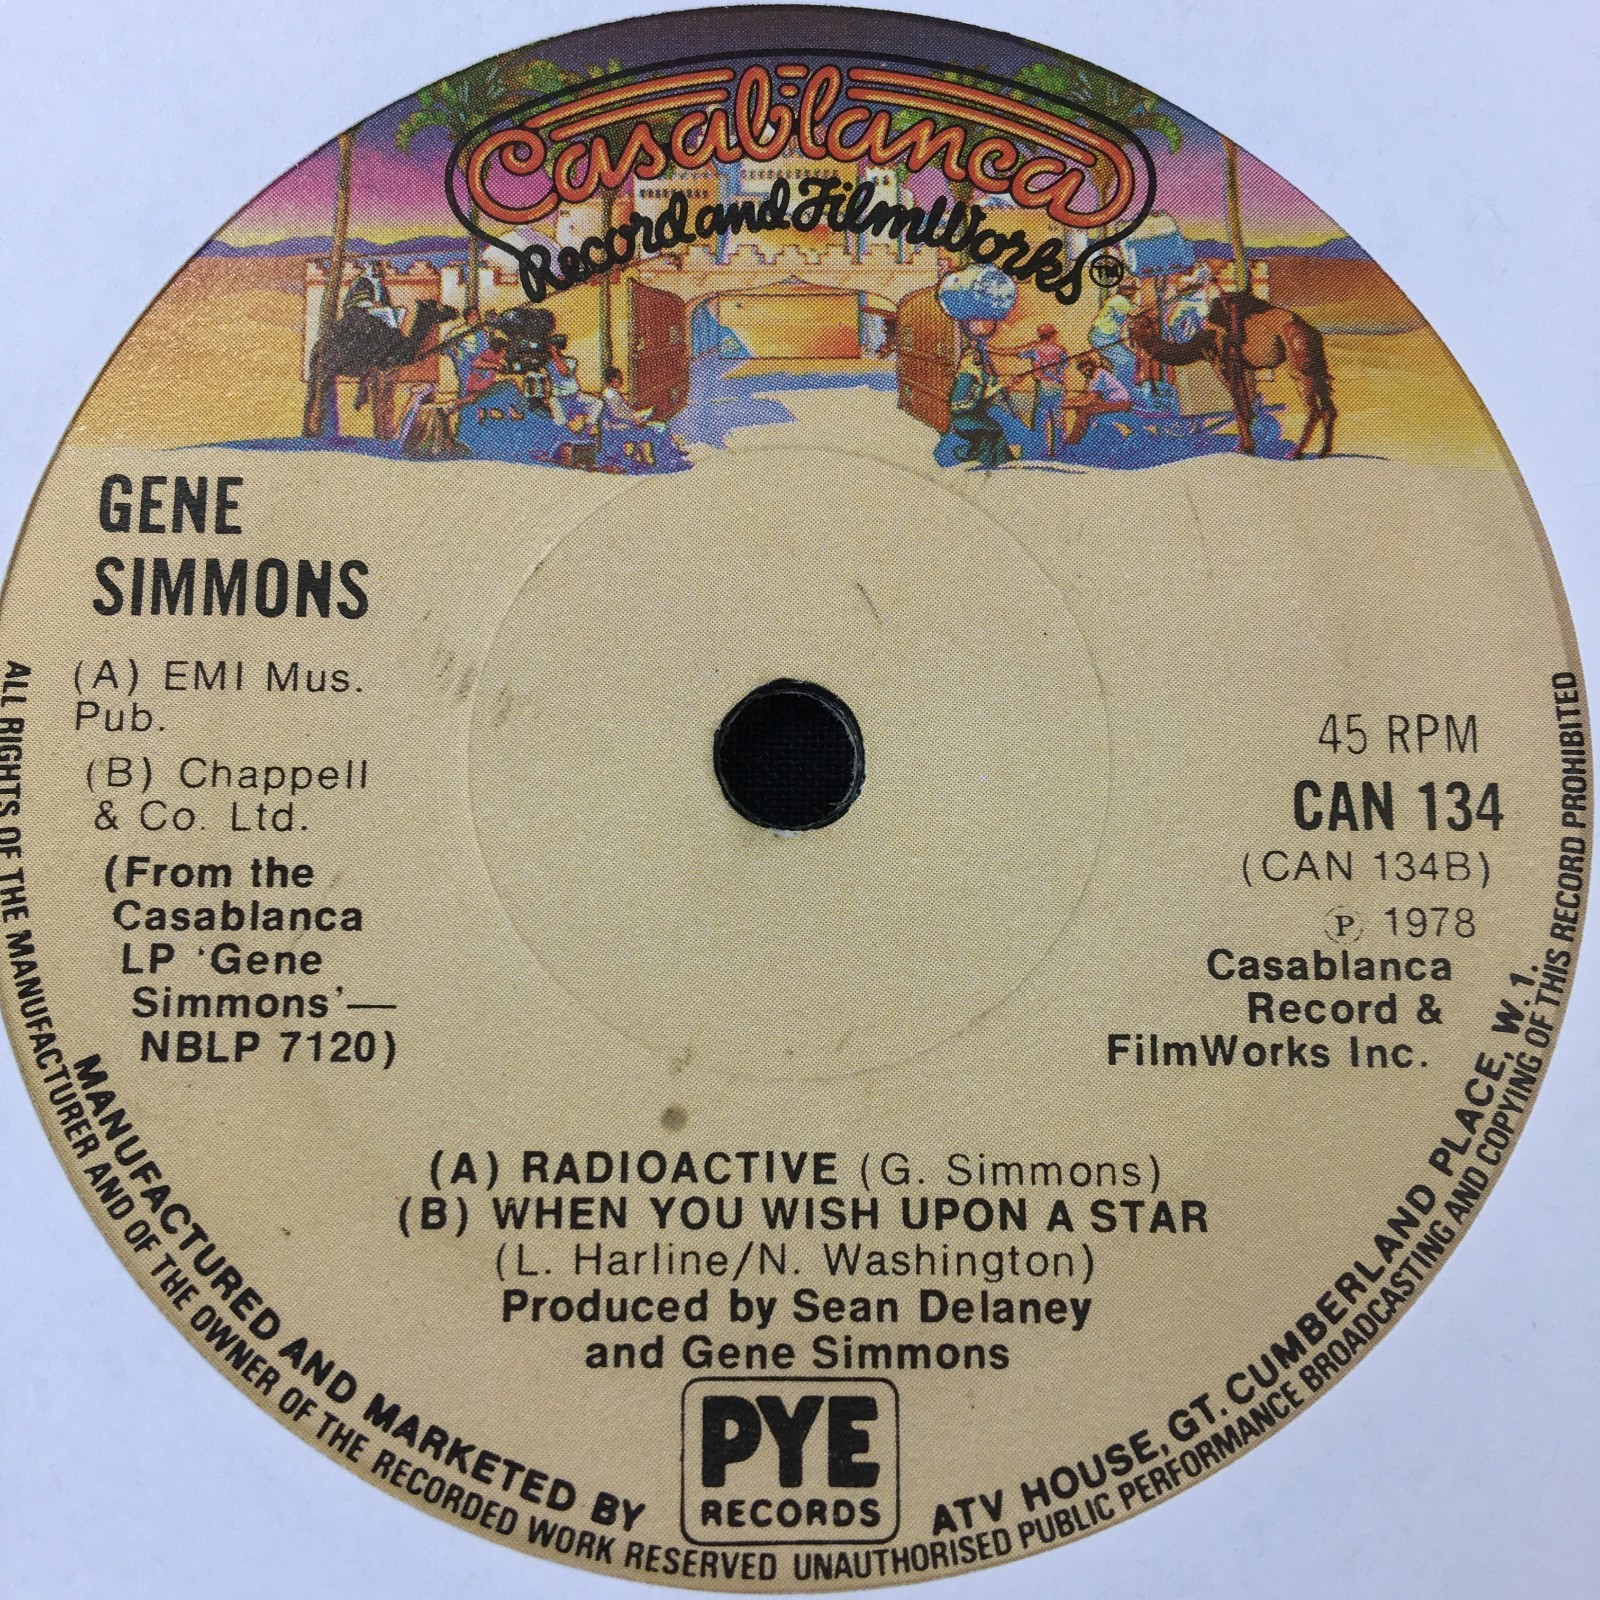 Casablanca
Record and FilmWorks™
GENE
SIMMONS
(A) EMI Mus.
Pub.
(B) Chappell
& Co. Ltd.
(From the
Casablanca
LP 'Gene
Simmons'—
NBLP 7120)
45 RPM
CAN 134
(CAN 134B)
Ⓟ 1978
Casablanca
Record &
FilmWorks Inc.
(A) RADIOACTIVE (G. Simmons)
(B) WHEN YOU WISH UPON A STAR
(L. Harline/N. Washington)
Produced by Sean Delaney
and Gene Simmons
PYE
RECORDS
MANUFACTURED AND MARKETED BY
ATV HOUSE, GT. CUMBERLAND PLACE, W.1.
ALL RIGHTS OF THE MANUFACTURER AND OF THE OWNER OF THE RECORDED WORK RESERVED UNAUTHORISED PUBLIC PERFORMANCE BROADCASTING AND COPYING OF THIS RECORD PROHIBITED